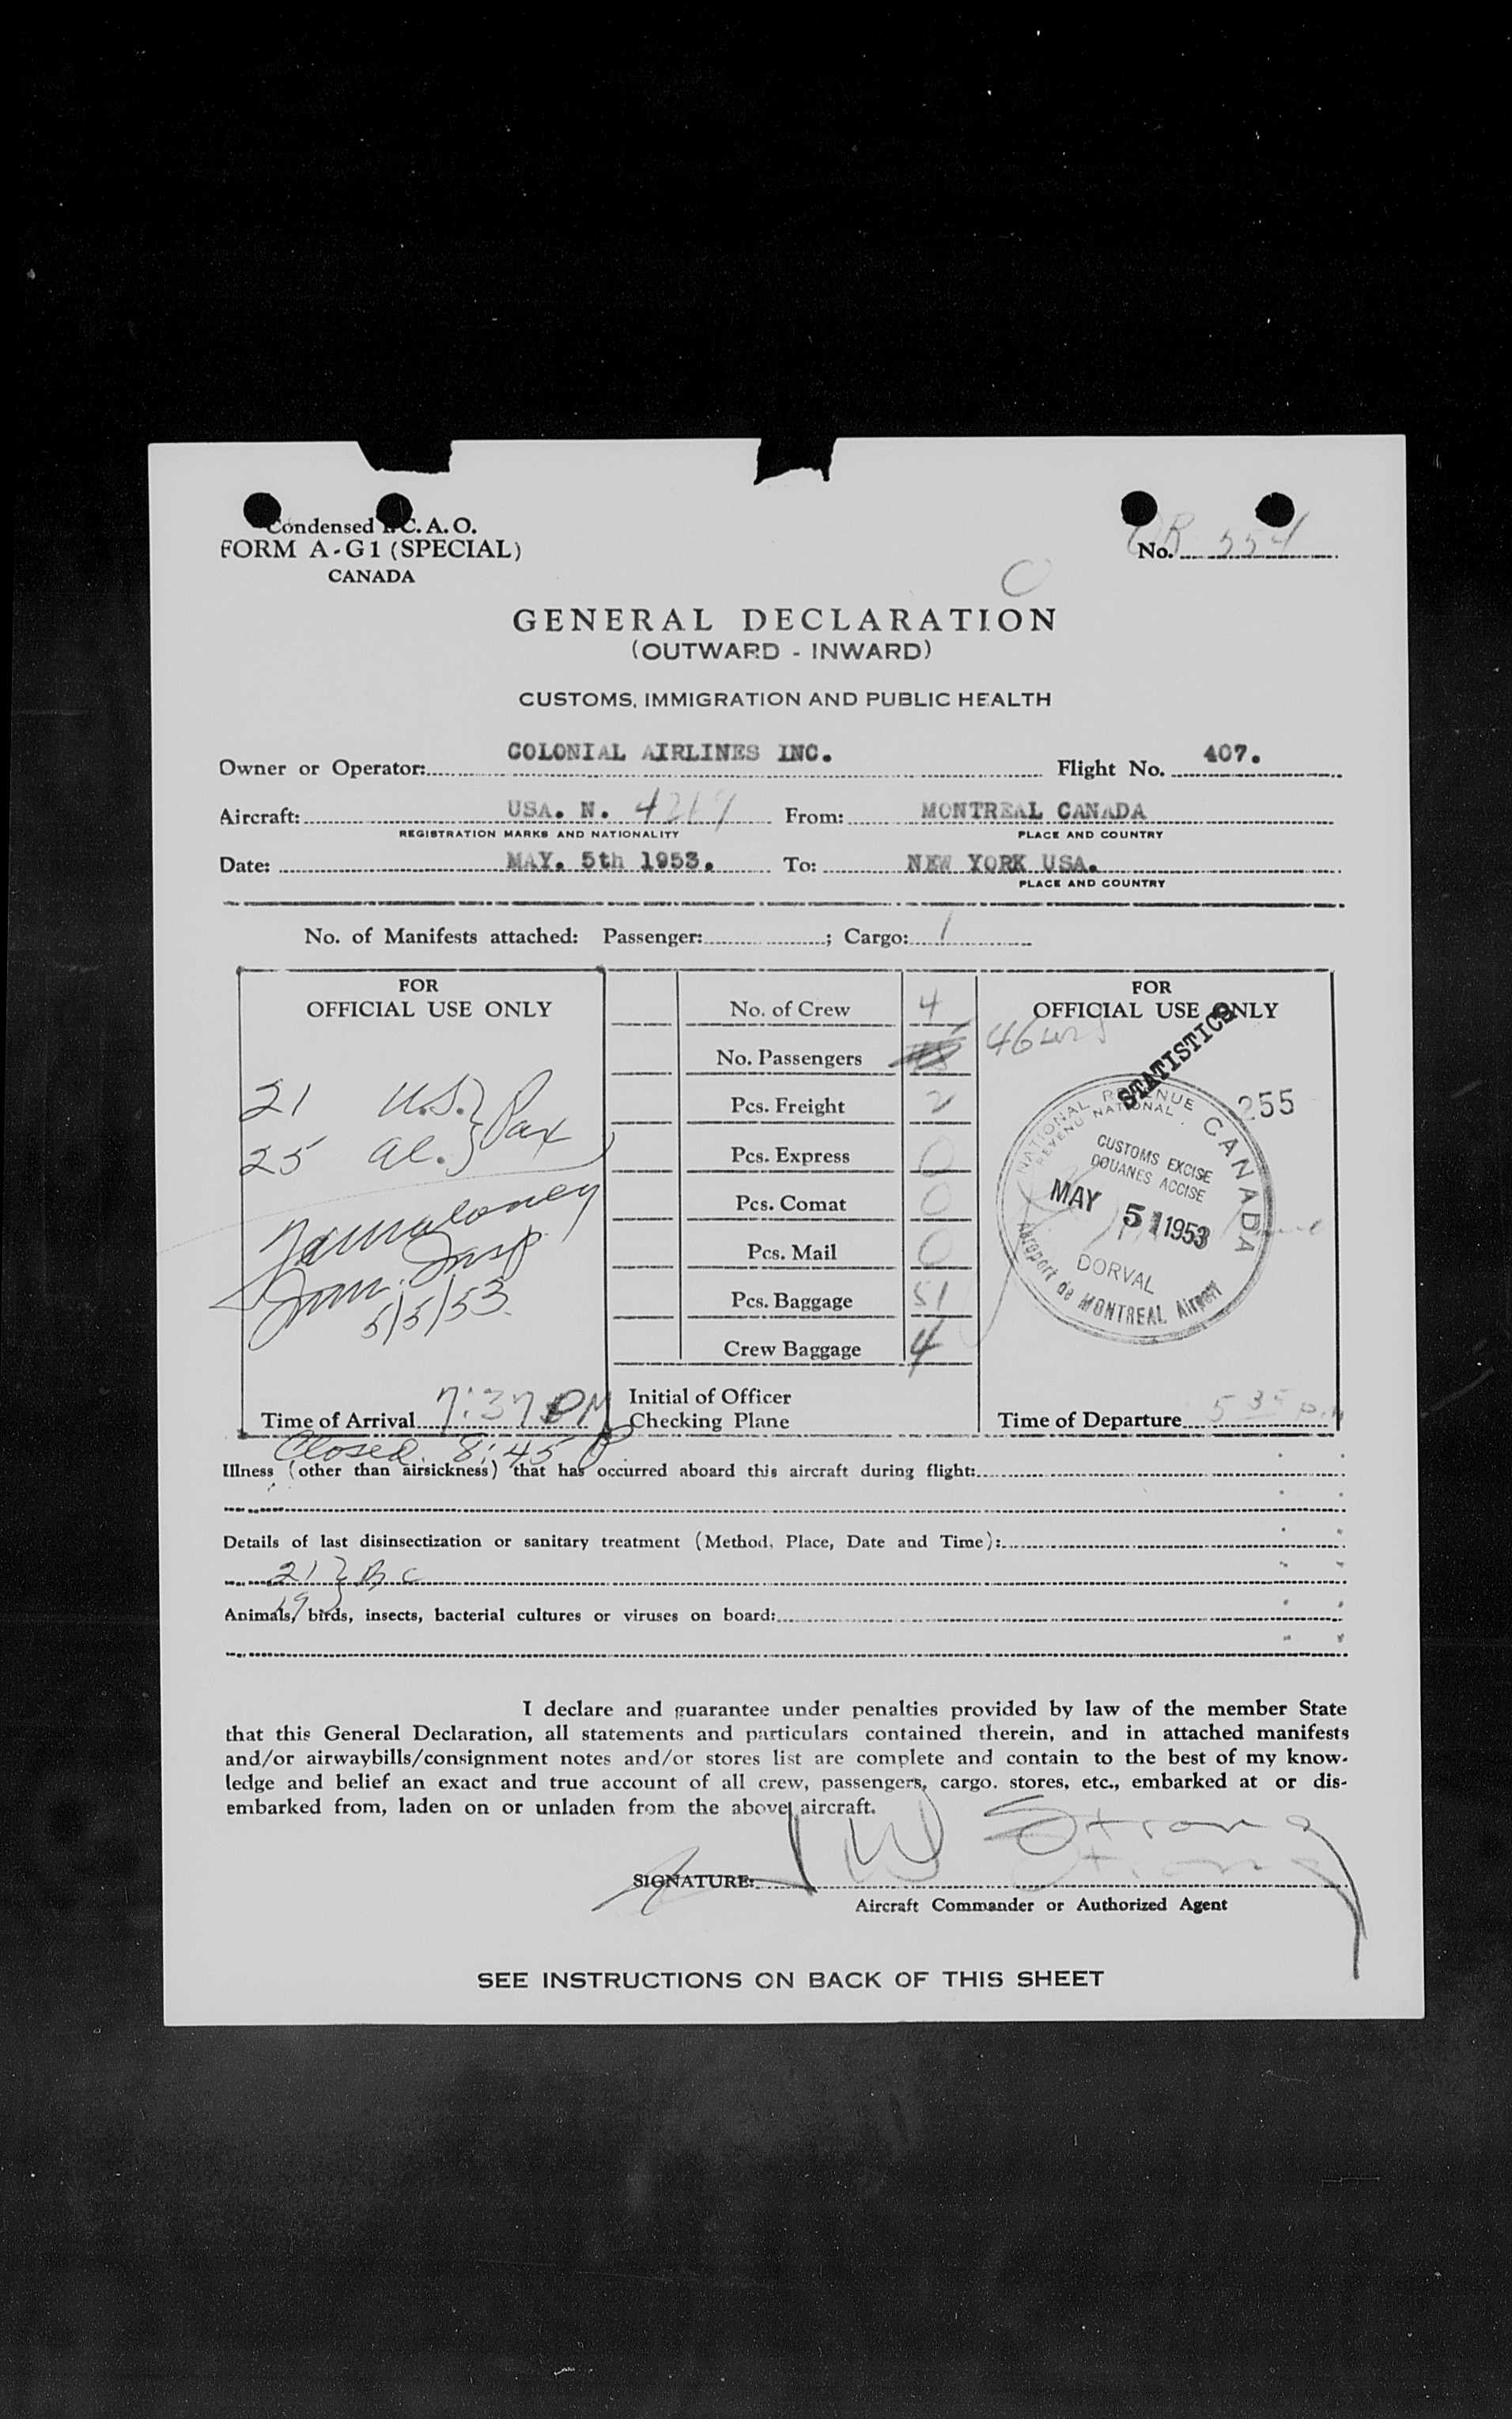 Condensed C. A. O.
FORM A-G1 (SPECIAL)
CANADA
No. 554
GENERAL DECLARATION
(OUTWARD - INWARD)
CUSTOMS, IMMIGRATION AND PUBLIC HEALTH
Owner or Operator: COLONIAL AIRLINES INC. Flight No. 407.
Aircraft: USA. N. From: MONTREAL CANADA
REGISTRATION MARKS AND NATIONALITY PLACE AND COUNTRY
Date: MAY. 5th 1953. To: NEW YORK USA.
PLACE AND COUNTRY
No. of Manifests attached: Passenger: ; Cargo: 1
FOR
OFFICIAL USE ONLY
21 U.S. } Pax
25 al. }
Imm. Insp
5/5/53
Time of Arrival 7:37 PM
Closed 8:45 P
No. of Crew 4
No. Passengers
Pcs. Freight 2
Pcs. Express 0
Pcs. Comat 0
Pcs. Mail 0
Pcs. Baggage 51
Crew Baggage 4
Initial of Officer
Checking Plane
FOR
OFFICIAL USE ONLY
46
STATISTICS
255
NATIONAL REVENUE CANADA
REVENU NATIONAL
CUSTOMS EXCISE
DOUANES ACCISE
MAY 5 1953
DORVAL
Aéroport de MONTREAL Airport
Time of Departure 5 35 p.m
Illness (other than airsickness) that has occurred aboard this aircraft during flight:
Details of last disinsectization or sanitary treatment (Method, Place, Date and Time):
21 } B C
19
Animals, birds, insects, bacterial cultures or viruses on board:
I declare and guarantee under penalties provided by law of the member State
that this General Declaration, all statements and particulars contained therein, and in attached manifests
and/or airwaybills/consignment notes and/or stores list are complete and contain to the best of my know-
ledge and belief an exact and true account of all crew, passengers, cargo, stores, etc., embarked at or dis-
embarked from, laden on or unladen from the above aircraft.
SIGNATURE: W Strong
Aircraft Commander or Authorized Agent
SEE INSTRUCTIONS ON BACK OF THIS SHEET